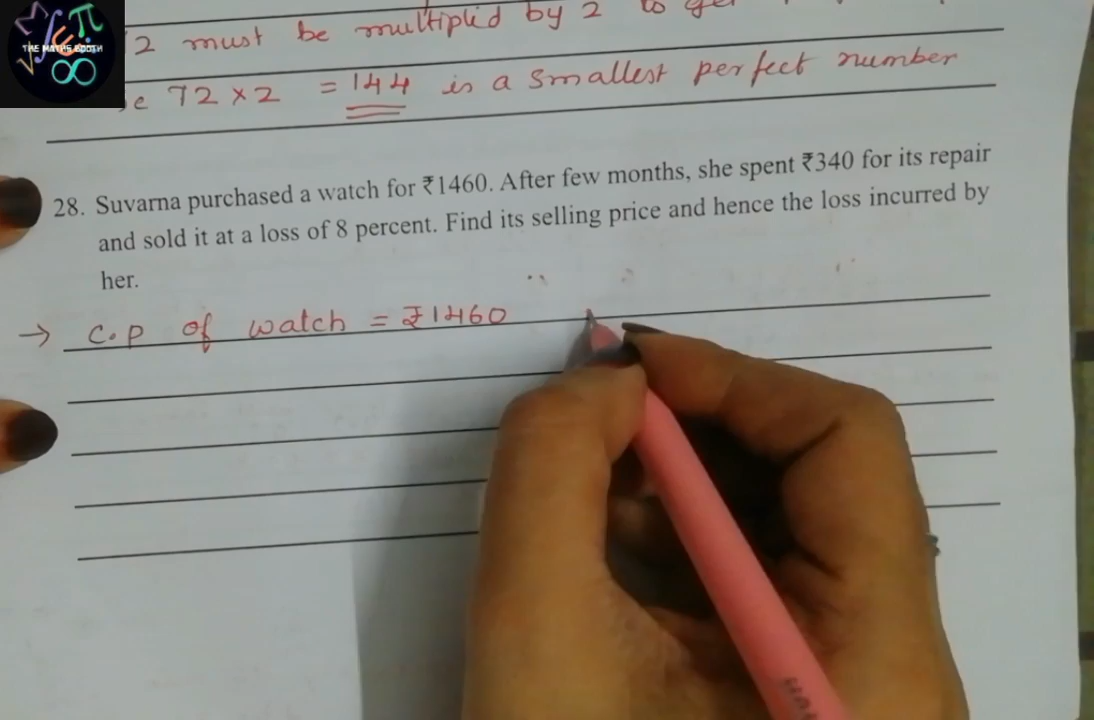 THE MATHS BOOTH
2 must be multiplid by 2 to get
72 × 2 = 144 is a smallest perfect number
28. Suvarna purchased a watch for ₹1460. After few months, she spent ₹340 for its repair
and sold it at a loss of 8 percent. Find its selling price and hence the loss incurred by
her.
→ C.P of watch = ₹1460